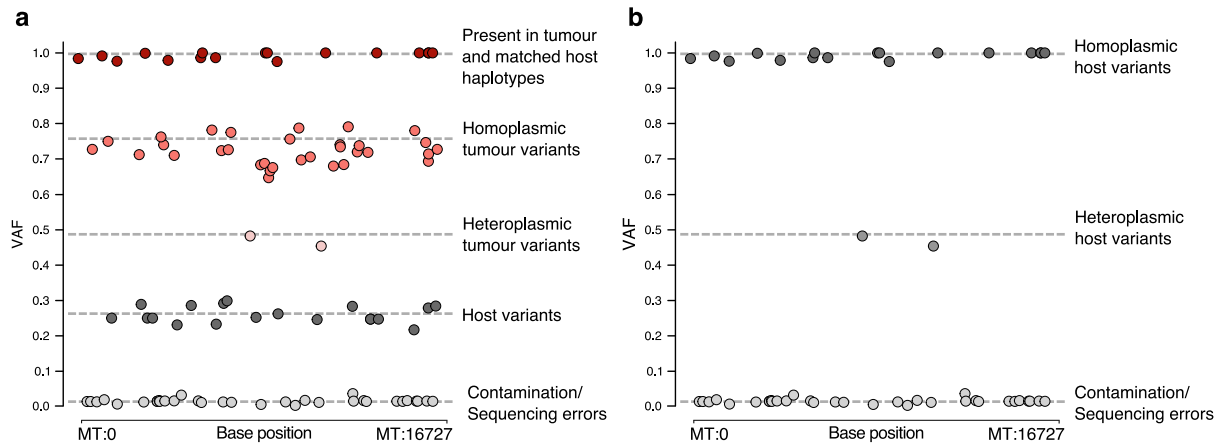 a
VAF
1.0
0.9
0.8
0.7
0.6
0.5
0.4
0.3
0.2
0.1
0.0
Present in tumour
and matched host
haplotypes
Homoplasmic
tumour variants
Heteroplasmic
tumour variants
Host variants
Contamination/
Sequencing errors
MT:0 Base position MT:16727
b
VAF
1.0
0.9
0.8
0.7
0.6
0.5
0.4
0.3
0.2
0.1
0.0
Homoplasmic
host variants
Heteroplasmic
host variants
Contamination/
Sequencing errors
MT:0 Base position MT:16727